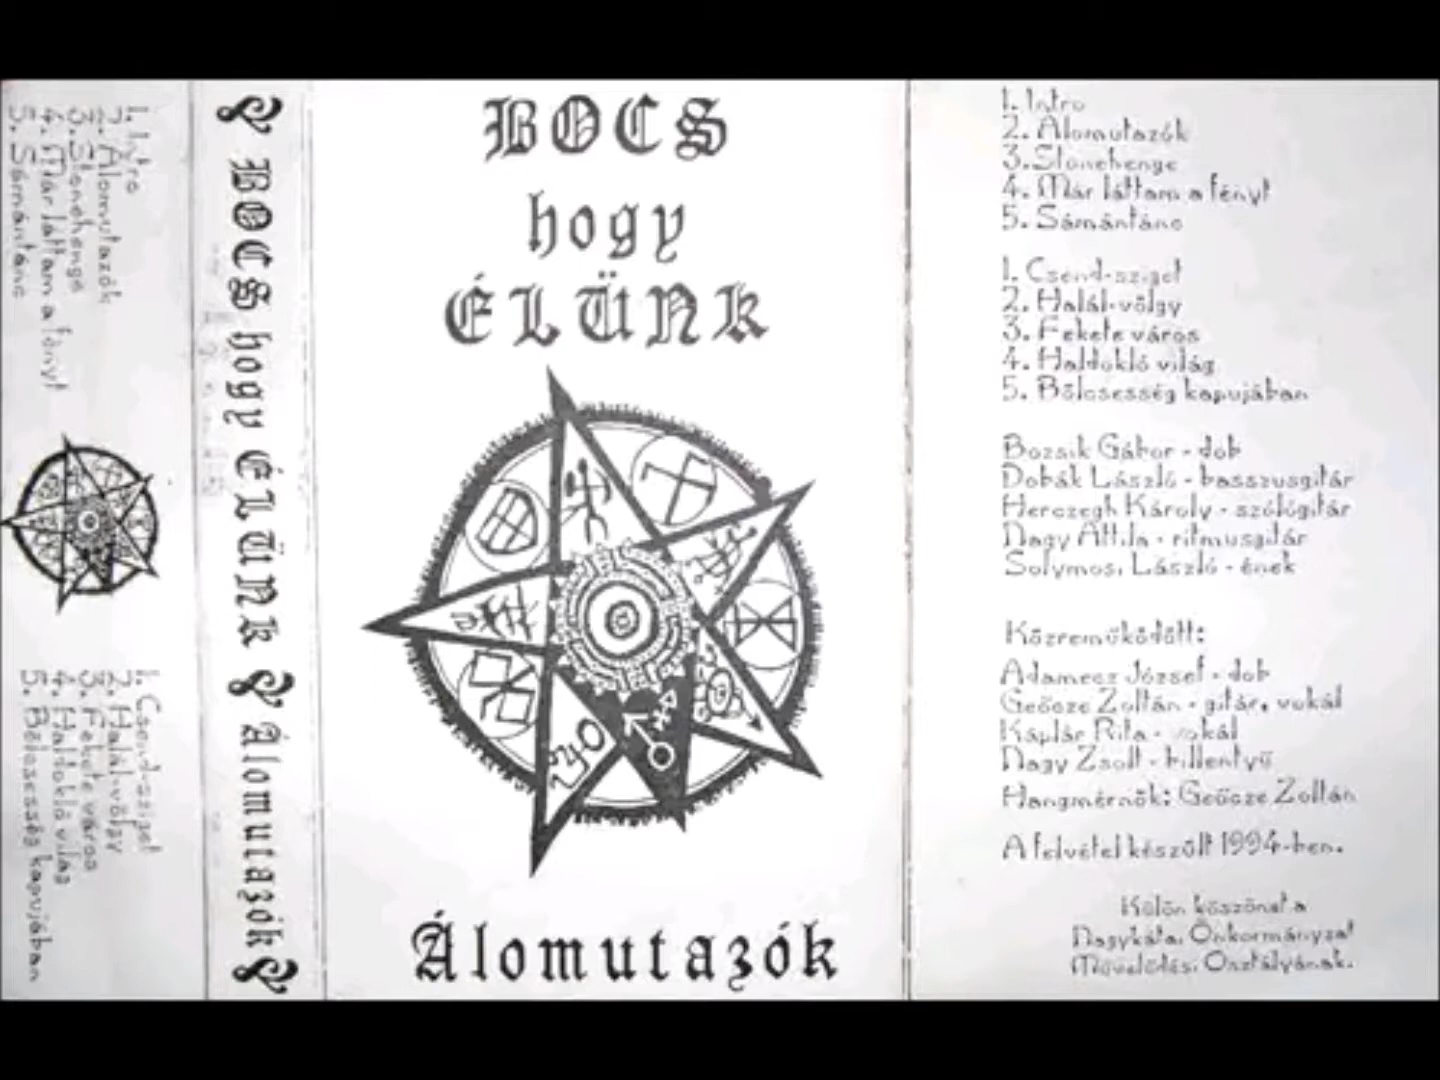 1. Intro
2. Álomutazók
3. Stonehenge
4. Már láttam a fényt
5. Sámántánc
1. Csend-sziget
2. Halál-völgy
3. Fekete város
4. Haldokló világ
5. Bölcsesség kapujában
BOCS hogy ÉLÜNK Álomutazók
BOCS
hogy
ÉLÜNK
Álomutazók
1. Intro
2. Álomutazók
3. Stonehenge
4. Már láttam a fényt
5. Sámántánc
1. Csend-sziget
2. Halál-völgy
3. Fekete város
4. Haldokló világ
5. Bölcsesség kapujában
Bozsik Gábor - dob
Dobák László - basszusgitár
Herczegh Károly - szólógitár
Nagy Attila - ritmusgitár
Solymosi László - ének
Közreműködött:
Adamecz József - dob
Geöcze Zoltán - gitár, vokál
Káplár Rita - vokál
Nagy Zsolt - billentyű
Hangmérnök: Geöcze Zoltán
A felvétel készült 1994-ben.
Külön köszönet a
Nagykátai Önkormányzat
Művelődési Osztályának.